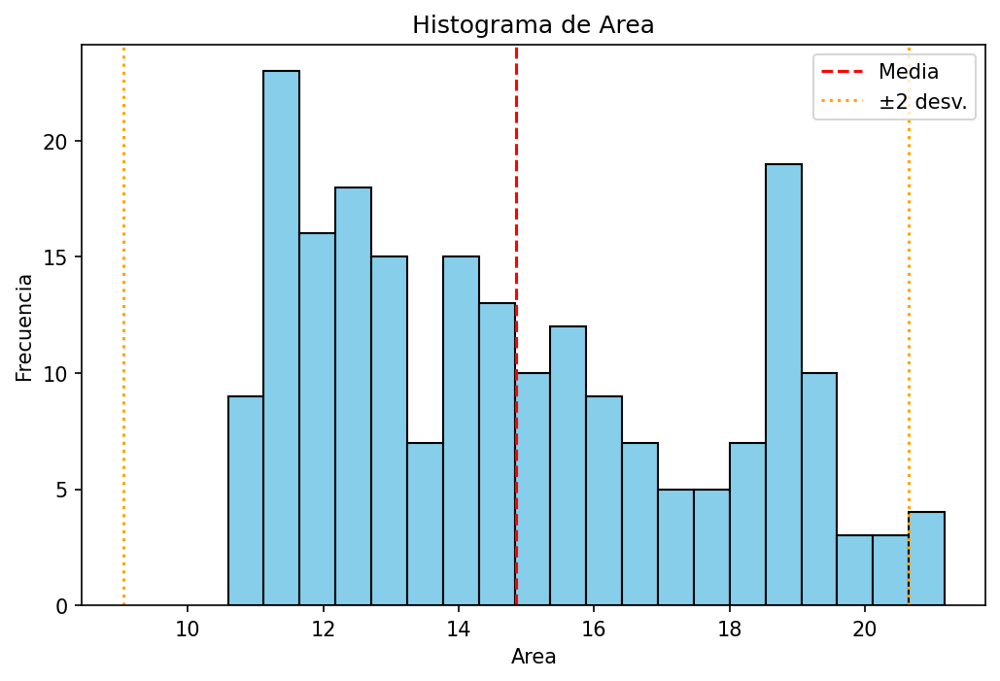 Histograma de Area
Media
±2 desv.
Frecuencia
20
15
10
5
0
10 12 14 16 18 20
Area